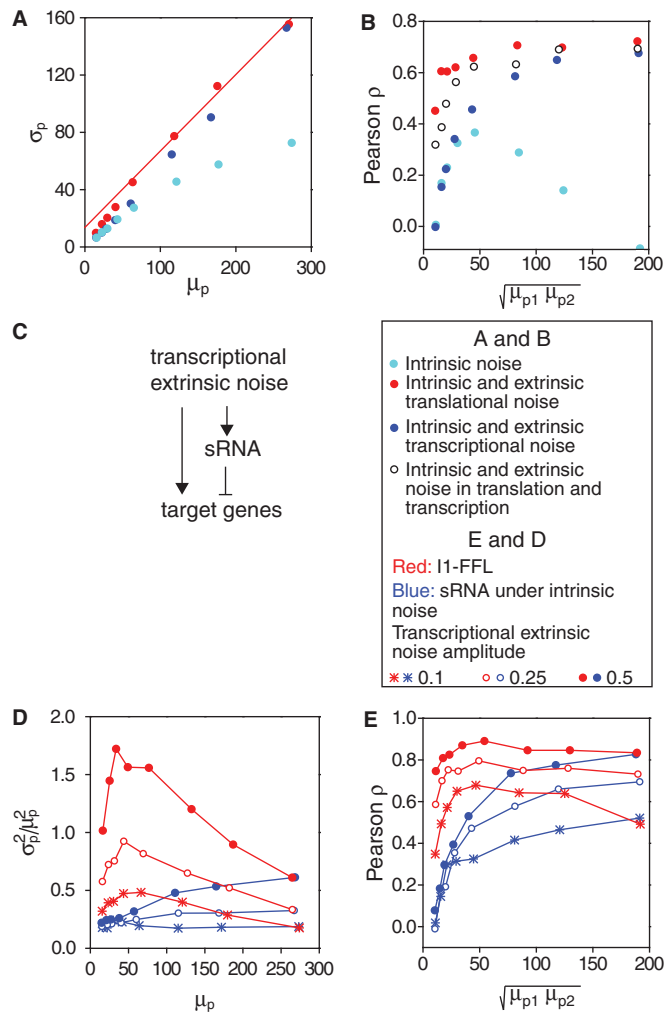 A
160
120
80
40
0
σp
0 100 200 300
μp
B
0.8
0.6
0.4
0.2
0.0
Pearson ρ
0 50 100 150 200
√μp1 μp2
C
transcriptional
extrinsic noise
sRNA
target genes
A and B
Intrinsic noise
Intrinsic and extrinsic
translational noise
Intrinsic and extrinsic
transcriptional noise
Intrinsic and extrinsic
noise in translation and
transcription
E and D
Red: I1-FFL
Blue: sRNA under intrinsic
noise
Transcriptional extrinsic
noise amplitude
0.1 0.25 0.5
D
2.0
1.5
1.0
0.5
0.0
σp²/μp²
0 50 100 150 200 250 300
μp
E
1.0
0.8
0.6
0.4
0.2
0.0
Pearson ρ
0 50 100 150 200
√μp1 μp2